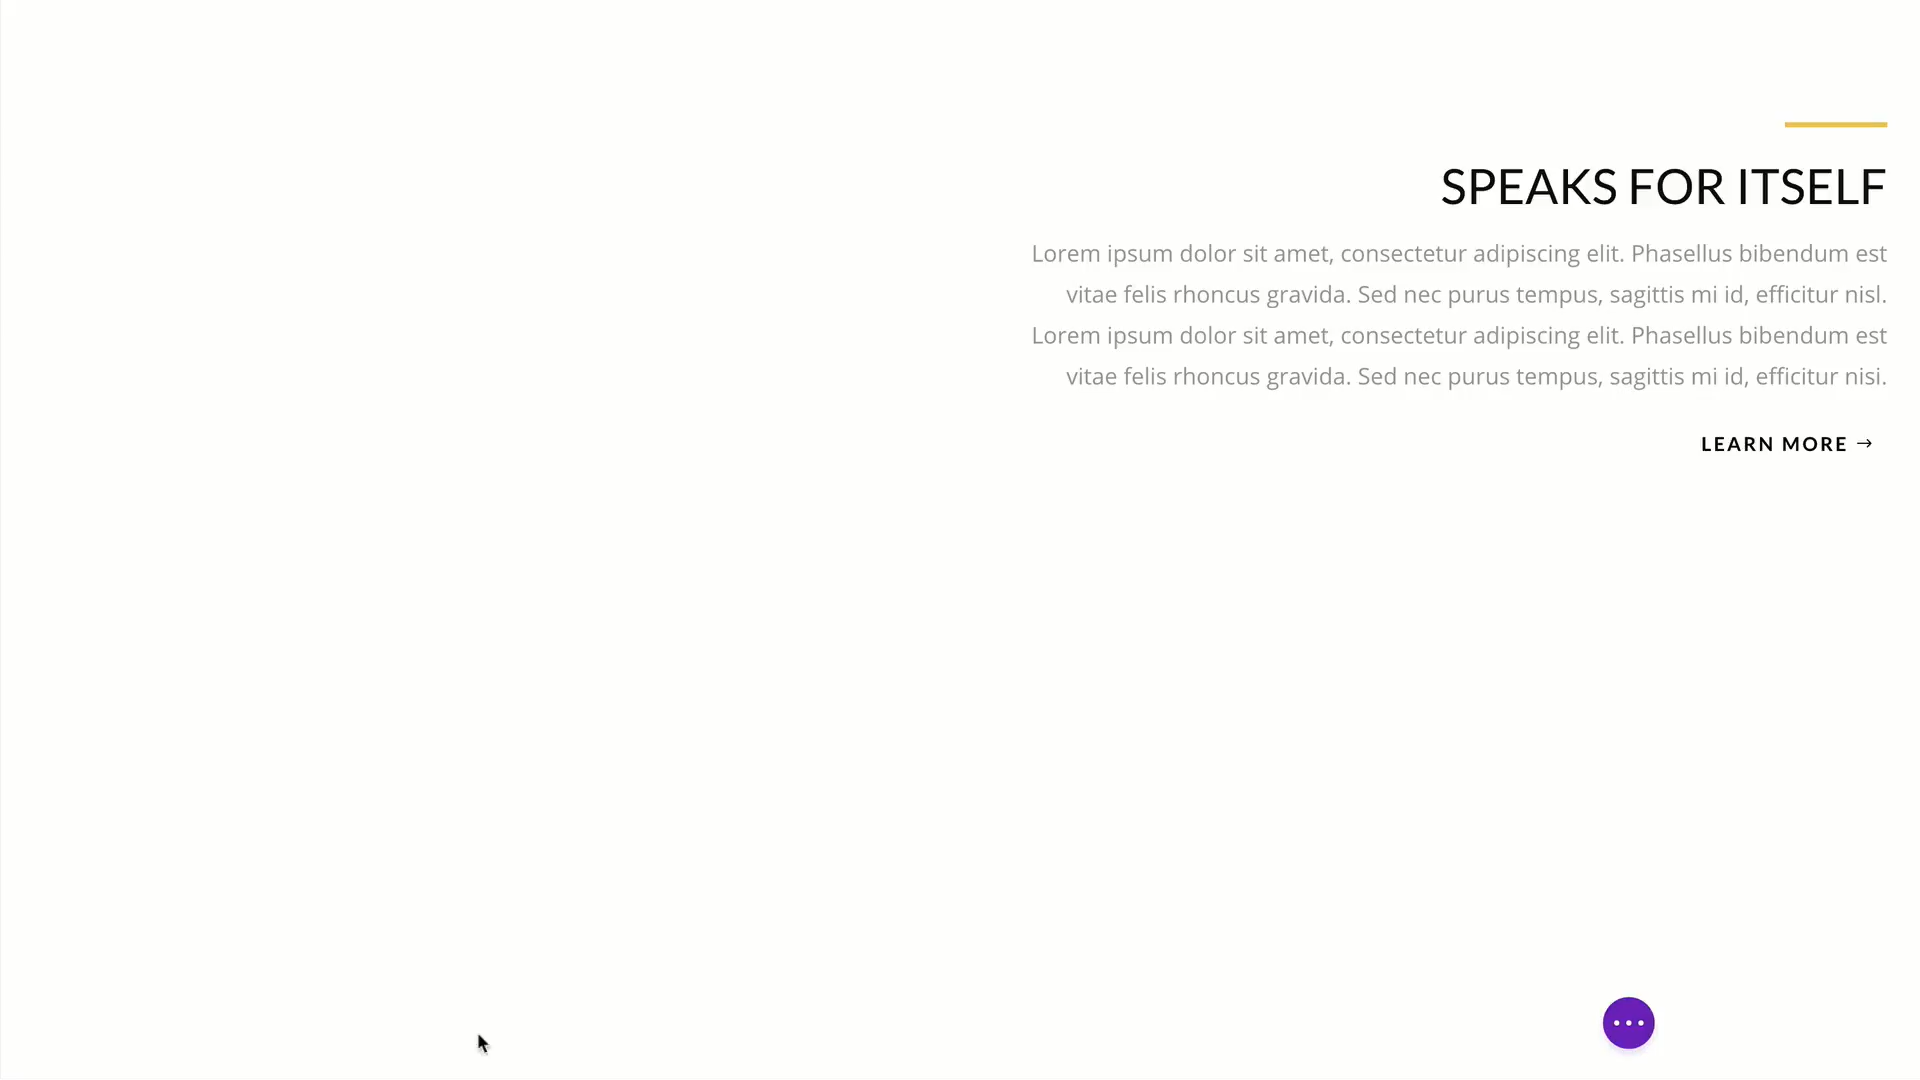 SPEAKS FOR ITSELF
Lorem ipsum dolor sit amet, consectetur adipiscing elit. Phasellus bibendum est
vitae felis rhoncus gravida. Sed nec purus tempus, sagittis mi id, efficitur nisl.
Lorem ipsum dolor sit amet, consectetur adipiscing elit. Phasellus bibendum est
vitae felis rhoncus gravida. Sed nec purus tempus, sagittis mi id, efficitur nisi.
LEARN MORE →